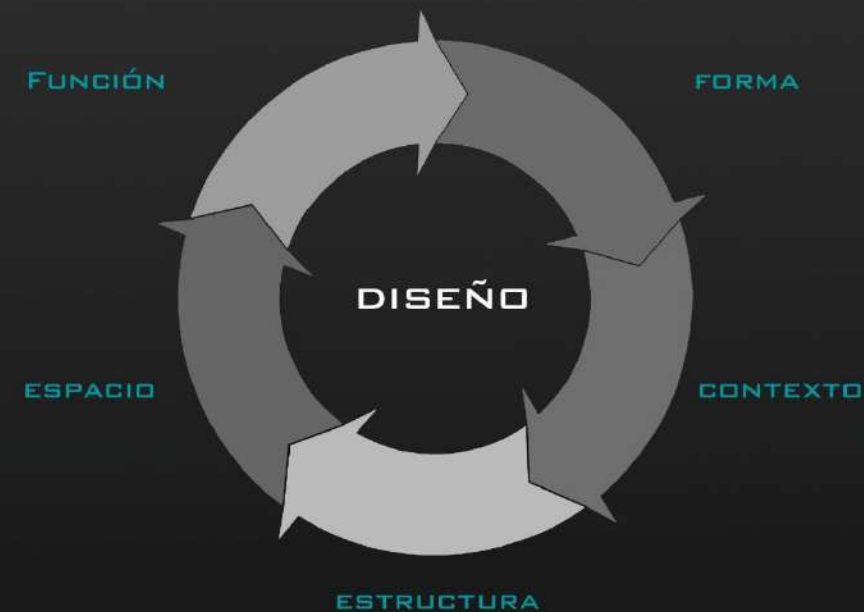 FUNCIÓN
FORMA
DISEÑO
ESPACIO
CONTEXTO
ESTRUCTURA